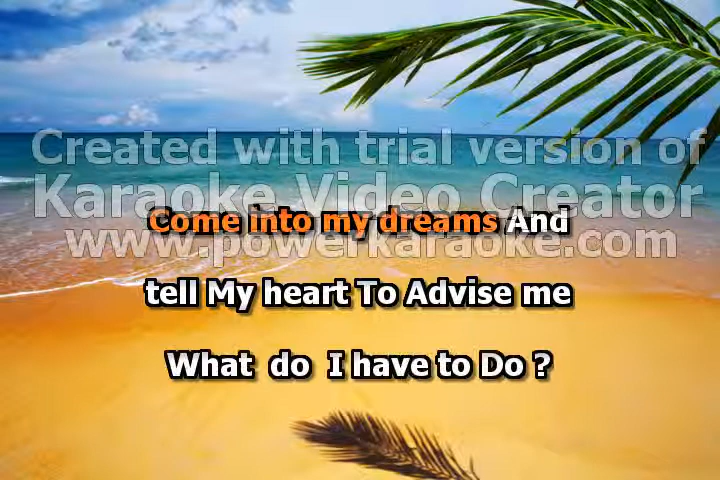 Created with trial version of
Karaoke Video Creator
Come into my dreams And
www.powerkaraoke.com
tell My heart To Advise me
What do I have to Do ?